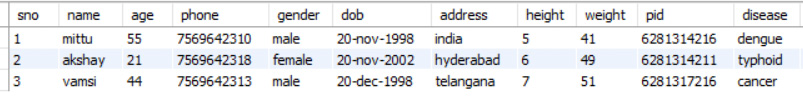 sno name age phone gender dob address height weight pid disease
1 mittu 55 7569642310 male 20-nov-1998 india 5 41 6281314216 dengue
2 akshay 21 7569642318 female 20-nov-2002 hyderabad 6 49 6281314211 typhoid
3 vamsi 44 7569642313 male 20-dec-1998 telangana 7 51 6281317216 cancer